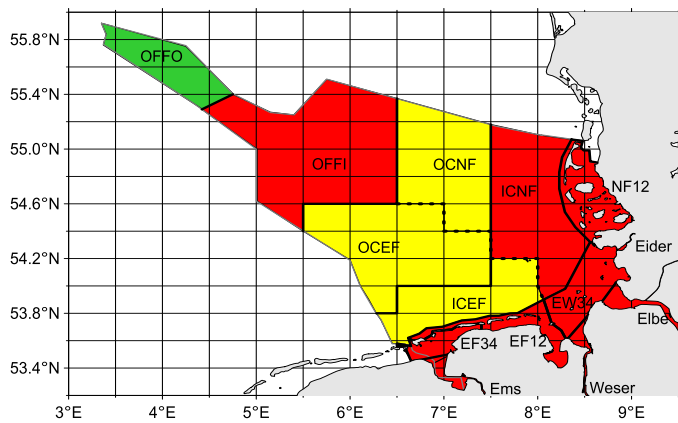 55.8°N
OFFO
55.4°N
55.0°N
OFFI
OCNF
ICNF
NF12
54.6°N
OCEF
Eider
54.2°N
ICEF
EW34
53.8°N
Elbe
EF34
EF12
53.4°N
Ems
Weser
3°E
4°E
5°E
6°E
7°E
8°E
9°E